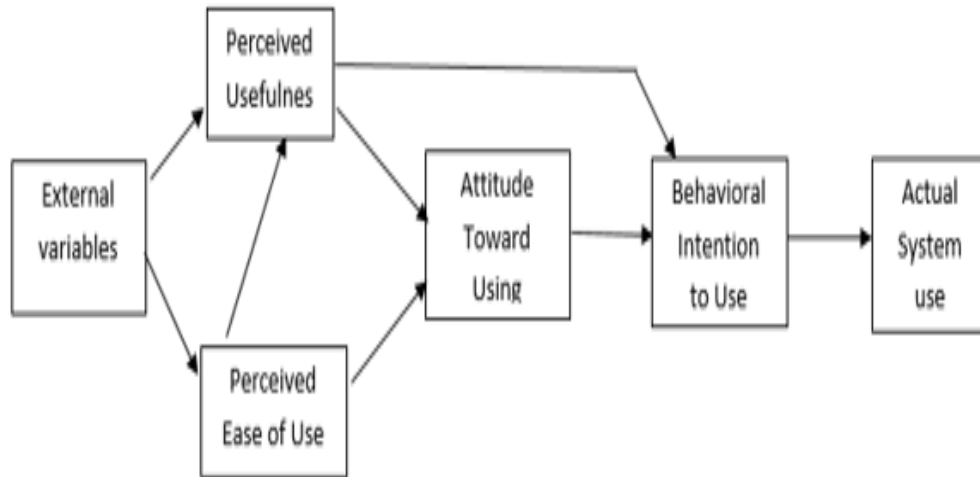 Perceived
Usefulnes
External
variables
Attitude
Toward
Using
Behavioral
Intention
to Use
Actual
System
use
Perceived
Ease of Use